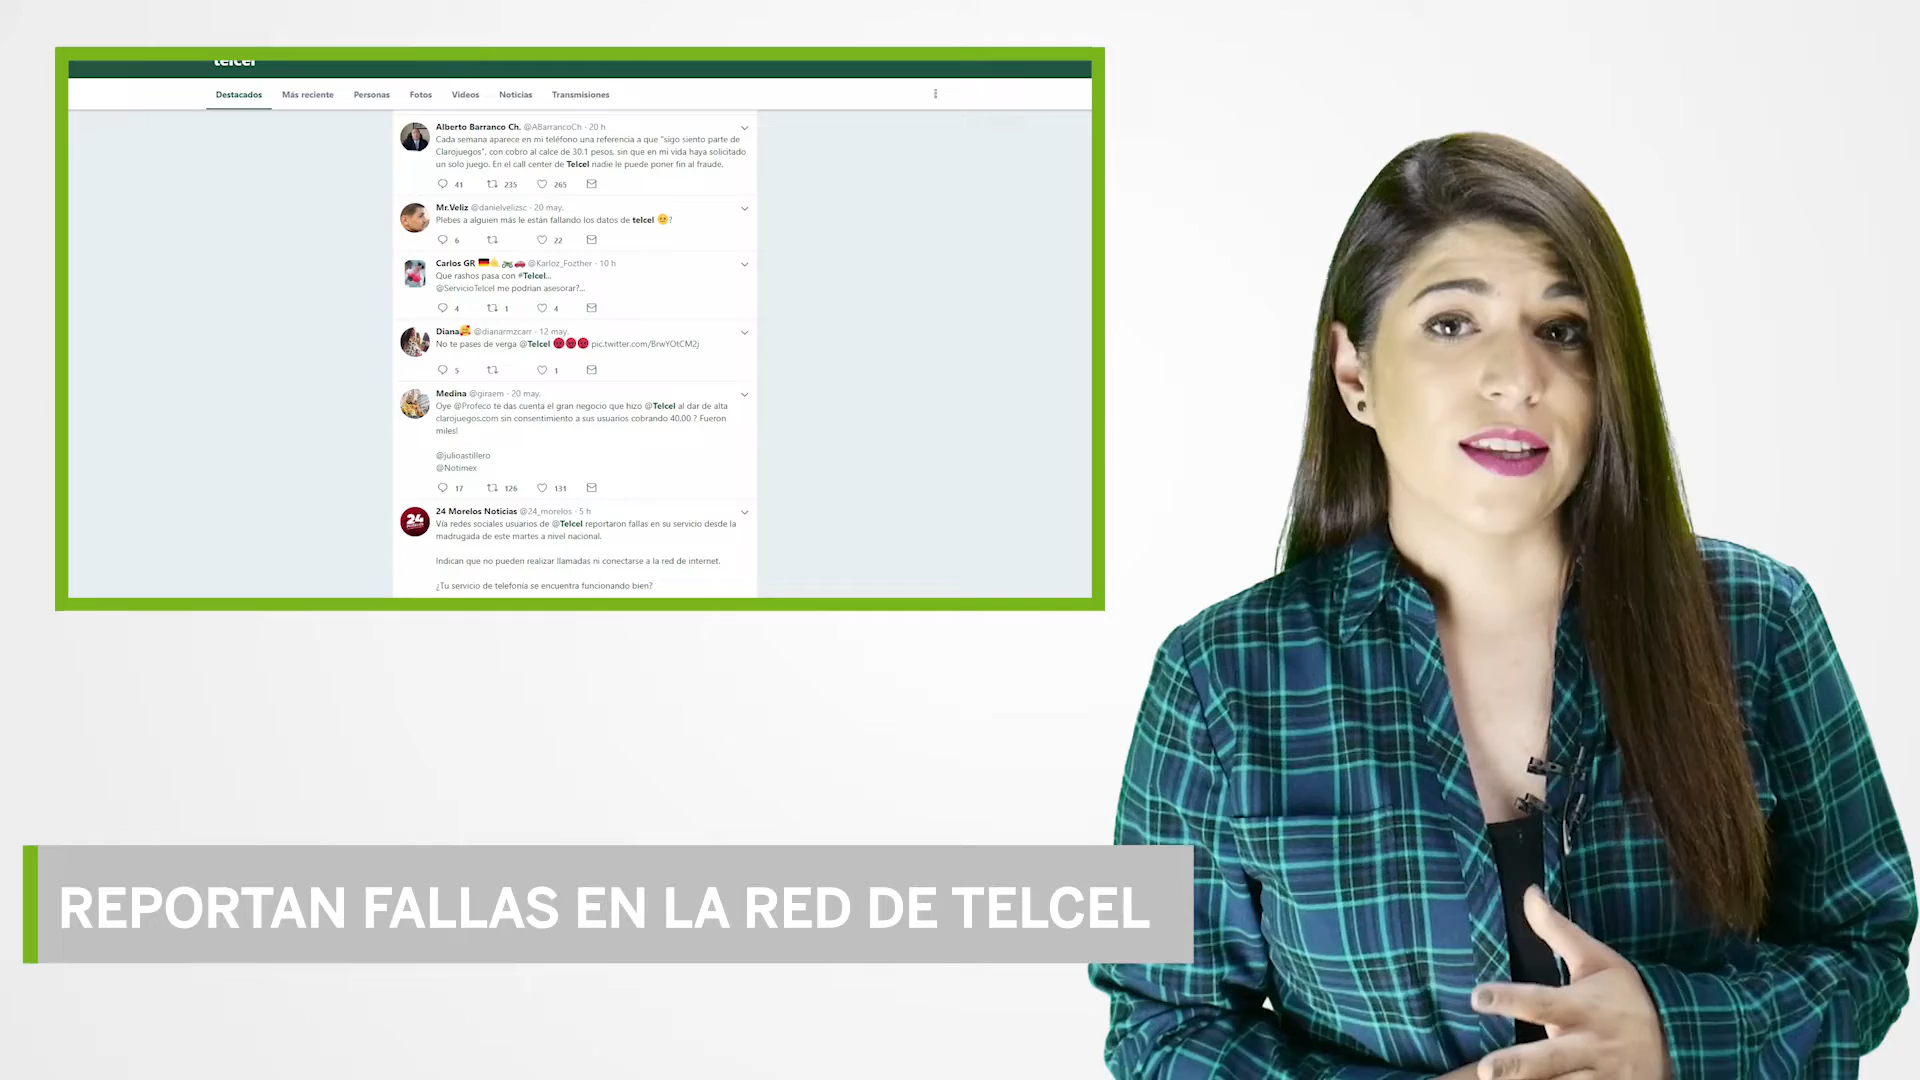 telcel
Destacados Más reciente Personas Fotos Videos Noticias Transmisiones
Alberto Barranco Ch. @ABarrancoCh · 20 h
Cada semana aparece en mi teléfono una referencia a que "sigo siento parte de
Clarojuegos", con cobro al calce de 30.1 pesos, sin que en mi vida haya solicitado
un solo juego. En el call center de Telcel nadie le puede poner fin al fraude.
41 235 265
Mr.Veliz @danielvelizsc · 20 may.
Plebes a alguien más le están fallando los datos de telcel 😕?
6 22
Carlos GR 🇩🇪🤙🏍🚗 @Karloz_Fozther · 10 h
Que rashos pasa con #Telcel...
@ServicioTelcel me podrian asesorar?...
4 1 4
Diana🥰 @dianarmzcarr · 12 may.
No te pases de verga @Telcel 😡😡😡 pic.twitter.com/BrwYOtCM2j
5 1
Medina @giraem · 20 may.
Oye @Profeco te das cuenta el gran negocio que hizo @Telcel al dar de alta
clarojuegos.com sin consentimiento a sus usuarios cobrando 40.00 ? Fueron
miles!
@julioastillero
@Notimex
17 126 131
24 Morelos Noticias @24_morelos · 5 h
Vía redes sociales usuarios de @Telcel reportaron fallas en su servicio desde la
madrugada de este martes a nivel nacional.
Indican que no pueden realizar llamadas ni conectarse a la red de internet.
¿Tu servicio de telefonía se encuentra funcionando bien?
24
REPORTAN FALLAS EN LA RED DE TELCEL